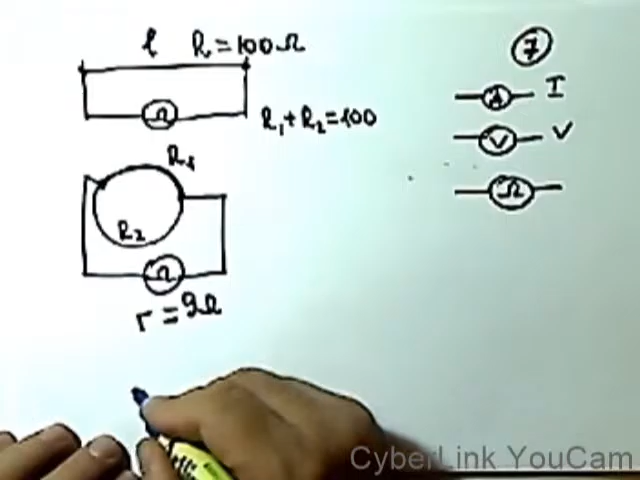 ℓ R = 100 Ω
Ω
R₁ + R₂ = 100
R₁
R₂
Ω
r = 9Ω
7
A I
V V
Ω
CyberLink YouCam